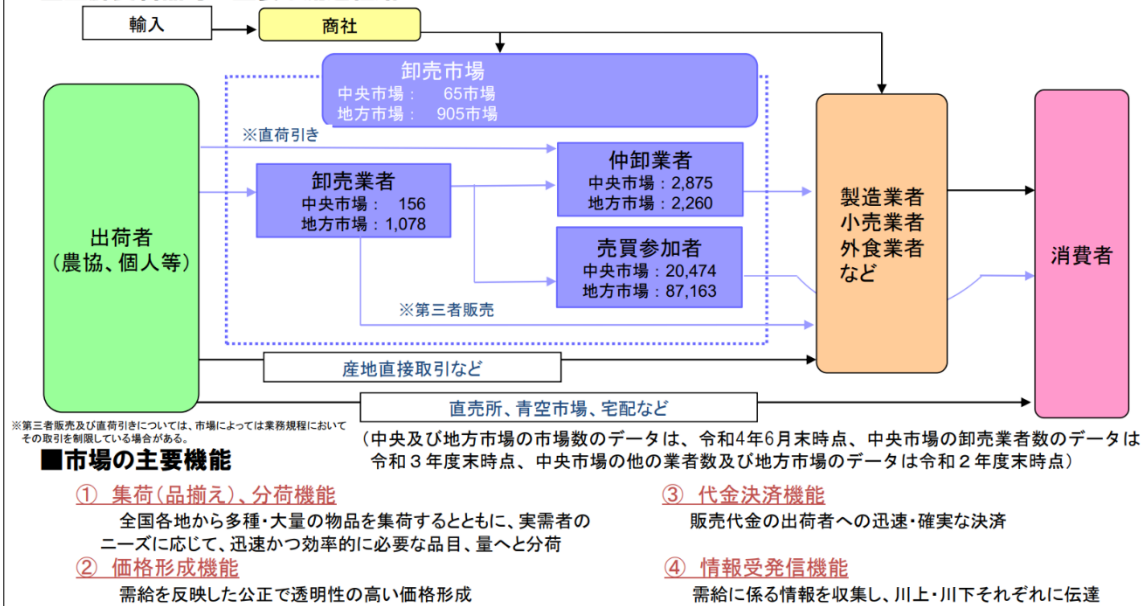 輸入
商社
卸売市場
中央市場： 65市場
地方市場： 905市場
※直荷引き
卸売業者
中央市場： 156
地方市場：1,078
仲卸業者
中央市場：2,875
地方市場：2,260
売買参加者
中央市場：20,474
地方市場：87,163
※第三者販売
出荷者
（農協、個人等）
製造業者
小売業者
外食業者
など
消費者
産地直接取引など
直売所、青空市場、宅配など
※第三者販売及び直荷引きについては、市場によっては業務規程において
その取引を制限している場合がある。
（中央及び地方市場の市場数のデータは、令和4年6月末時点、中央市場の卸売業者数のデータは
令和３年度末時点、中央市場の他の業者数及び地方市場のデータは令和２年度末時点）
■市場の主要機能
① 集荷（品揃え）、分荷機能
全国各地から多種・大量の物品を集荷するとともに、実需者の
ニーズに応じて、迅速かつ効率的に必要な品目、量へと分荷
② 価格形成機能
需給を反映した公正で透明性の高い価格形成
③ 代金決済機能
販売代金の出荷者への迅速・確実な決済
④ 情報受発信機能
需給に係る情報を収集し、川上・川下それぞれに伝達